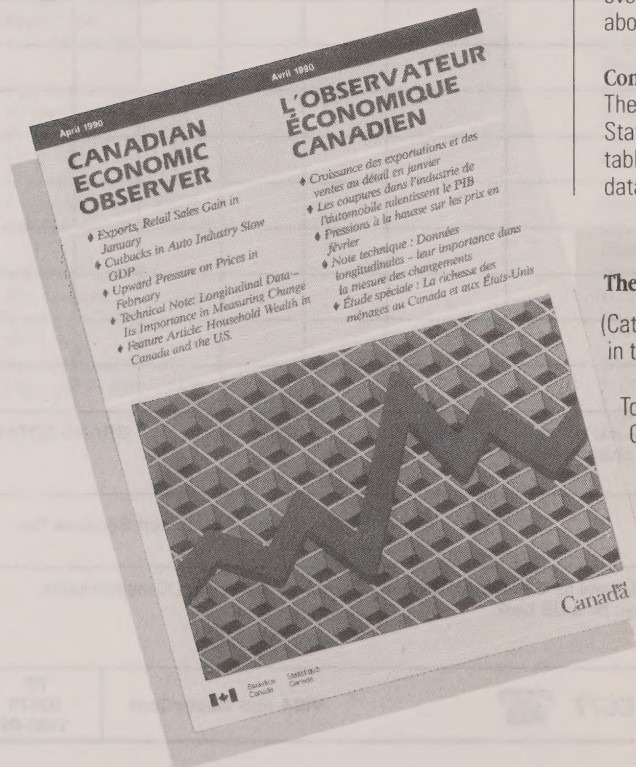 April 1990
CANADIAN
ECONOMIC
OBSERVER
♦ Exports, Retail Sales Gain in
January
♦ Cutbacks in Auto Industry Slow
GDP
♦ Upward Pressure on Prices in
February
♦ Technical Note: Longitudinal Data –
Its Importance in Measuring Change
♦ Feature Article: Household Wealth in
Canada and the U.S.
Avril 1990
L'OBSERVATEUR
ÉCONOMIQUE
CANADIEN
♦ Croissance des exportations et des
ventes au détail en janvier
♦ Les coupures dans l'industrie de
l'automobile ralentissent le PIB
♦ Pressions à la hausse sur les prix en
février
♦ Note technique : Données
longitudinales – leur importance dans
la mesure des changements
♦ Étude spéciale : La richesse des
ménages au Canada et aux États-Unis
Canada
Statistics
Canada
Statistique
Canada
abo
Con
The
Sta
tabl
data
The
(Cat
in t
To